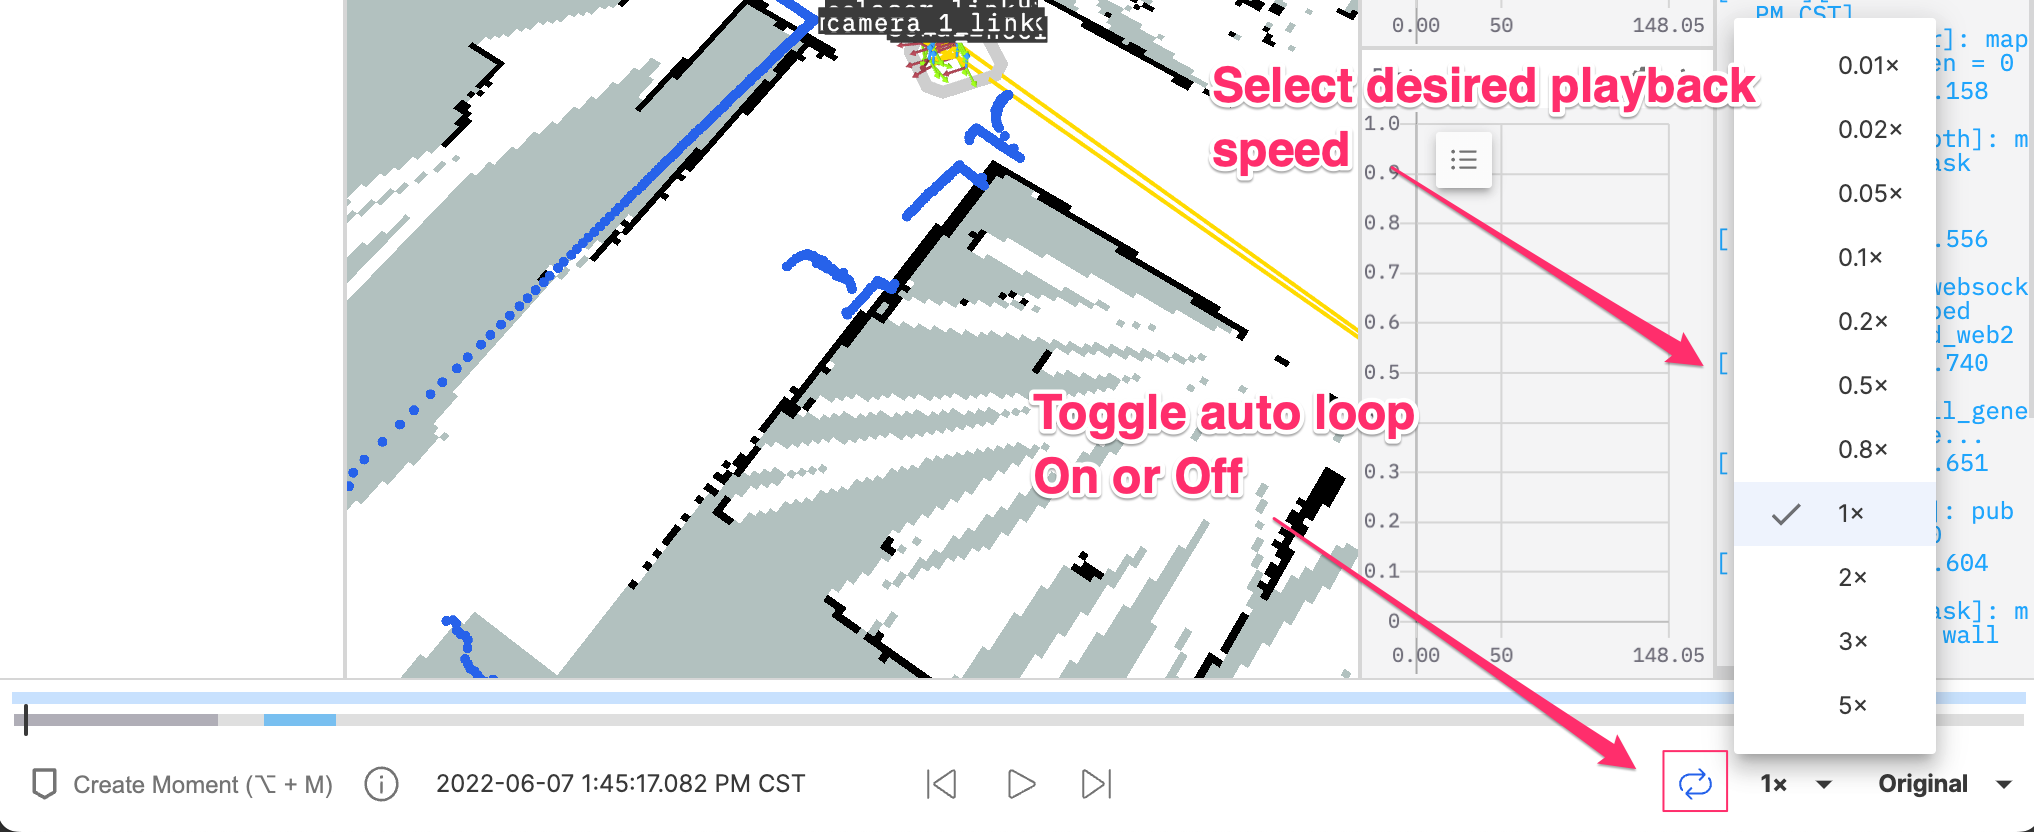 camera_1_link
0.00 50 148.05
PM CST]
Select desired playback
speed
1.0
0.9
0.8
0.7
0.6
0.5
0.3
0.2
0.1
0
0.00 50 148.05
Toggle auto loop
On or Off
0.01×
0.02×
0.05×
0.1×
0.2×
0.5×
0.8×
1×
2×
3×
5×
]: map
en = 0
.158
oth]: m
ask
[
.556
websock
bed
d_web2
[
.740
ll_gene
e...
[
.651
]: pub
[
.604
ask]: m
wall
Create Moment (⌥ + M)
2022-06-07 1:45:17.082 PM CST
1×
Original